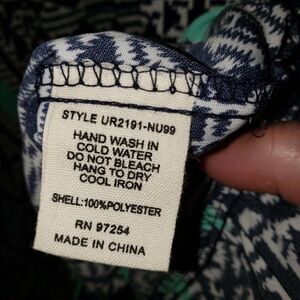 STYLE UR2191-NU99
HAND WASH IN
COLD WATER
DO NOT BLEACH
HANG TO DRY
COOL IRON
SHELL:100%POLYESTER
RN 97254
MADE IN CHINA